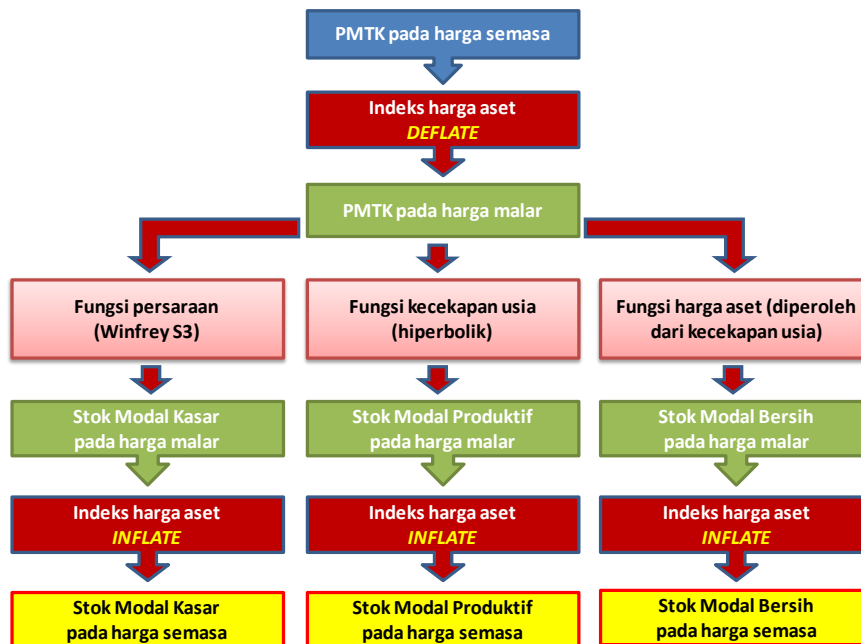 PMTK pada harga semasa
Indeks harga aset
DEFLATE
PMTK pada harga malar
Fungsi persaraan
(Winfrey S3)
Fungsi kecekapan usia
(hiperbolik)
Fungsi harga aset (diperoleh
dari kecekapan usia)
Stok Modal Kasar
pada harga malar
Stok Modal Produktif
pada harga malar
Stok Modal Bersih
pada harga malar
Indeks harga aset
INFLATE
Indeks harga aset
INFLATE
Indeks harga aset
INFLATE
Stok Modal Kasar
pada harga semasa
Stok Modal Produktif
pada harga semasa
Stok Modal Bersih
pada harga semasa